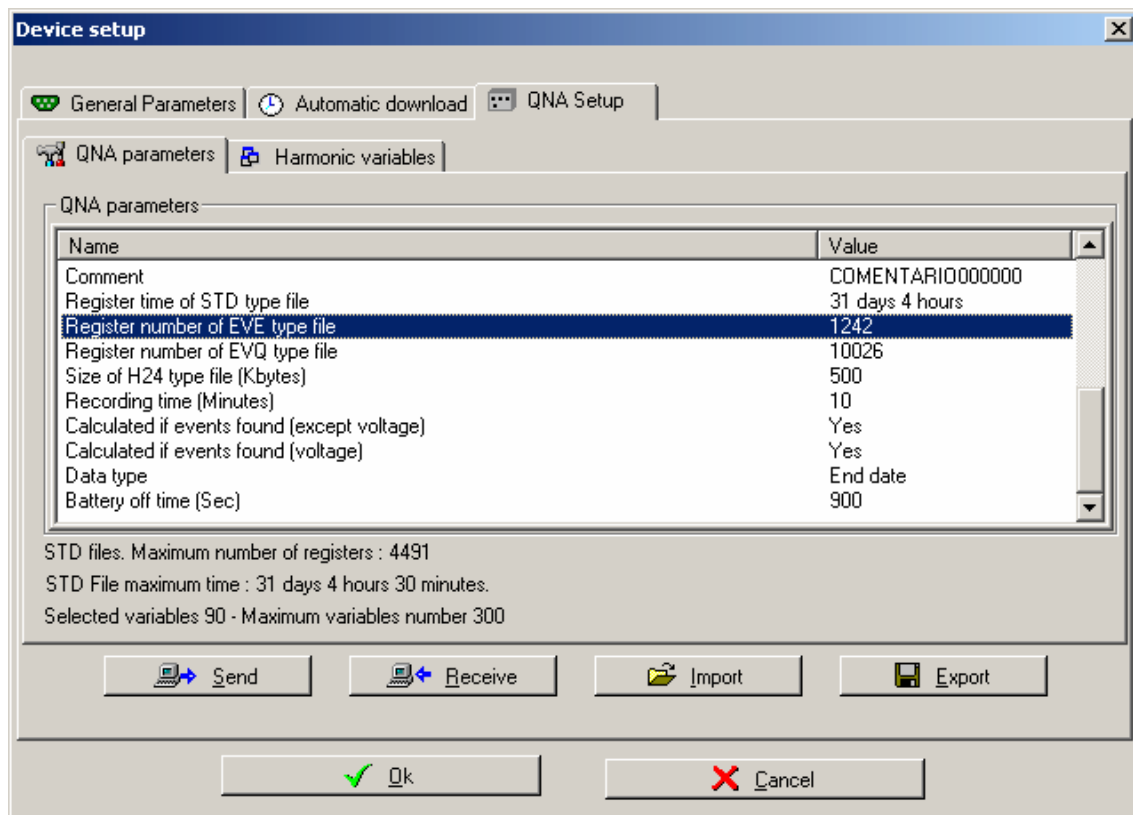 Device setup
General Parameters Automatic download QNA Setup
QNA parameters Harmonic variables
QNA parameters
Name Value
Comment COMENTARIO000000
Register time of STD type file 31 days 4 hours
Register number of EVE type file 1242
Register number of EVQ type file 10026
Size of H24 type file (Kbytes) 500
Recording time (Minutes) 10
Calculated if events found (except voltage) Yes
Calculated if events found (voltage) Yes
Data type End date
Battery off time (Sec) 900
STD files. Maximum number of registers : 4491
STD File maximum time : 31 days 4 hours 30 minutes.
Selected variables 90 - Maximum variables number 300
Send Receive Import Export
Ok Cancel